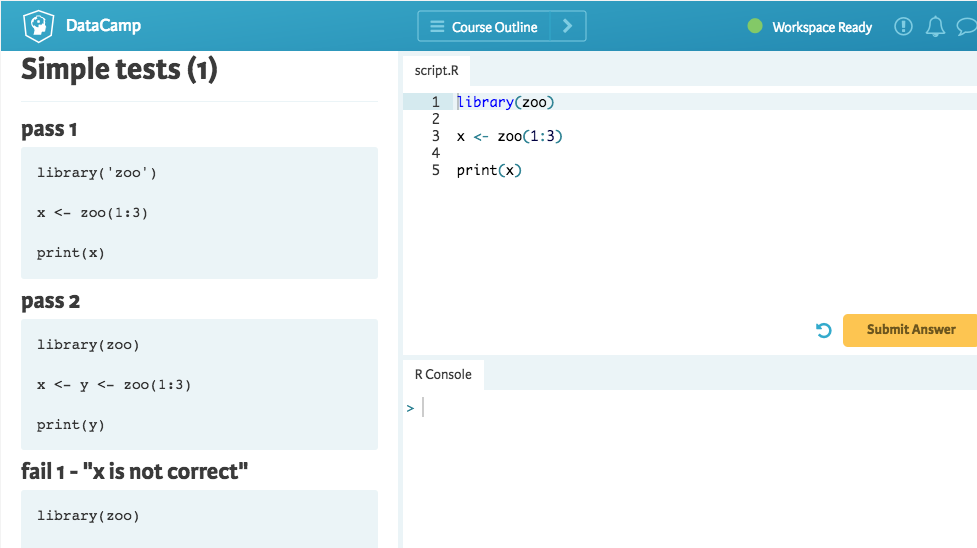 DataCamp
Course Outline
Workspace Ready
Simple tests (1)
pass 1
library('zoo')
x <- zoo(1:3)
print(x)
pass 2
library(zoo)
x <- y <- zoo(1:3)
print(y)
fail 1 - "x is not correct"
library(zoo)
script.R
1 library(zoo)
2
3 x <- zoo(1:3)
4
5 print(x)
Submit Answer
R Console
>